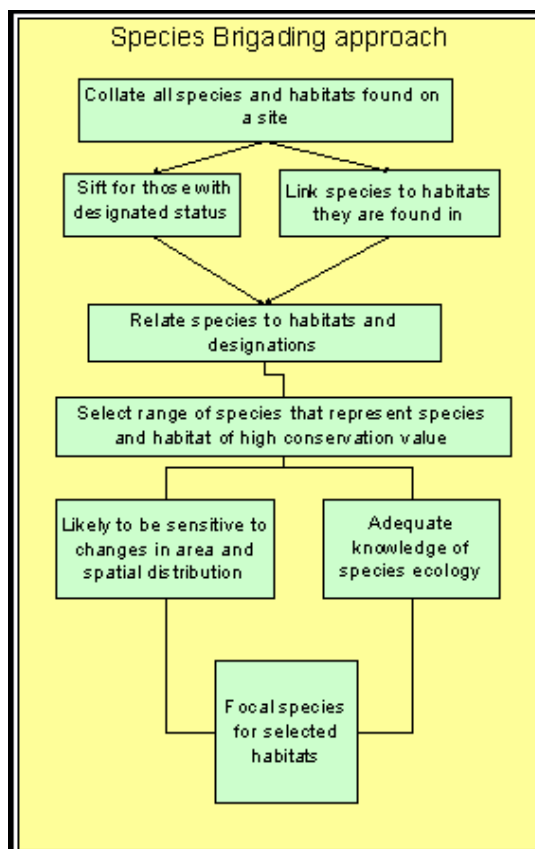 Species Brigading approach
Collate all species and habitats found on
a site
Sift for those with
designated status
Link species to habitats
they are found in
Relate species to habitats and
designations
Select range of species that represent species
and habitat of high conservation value
Likely to be sensitive to
changes in area and
spatial distribution
Adequate
knowledge of
species ecology
Focal species
for selected
habitats